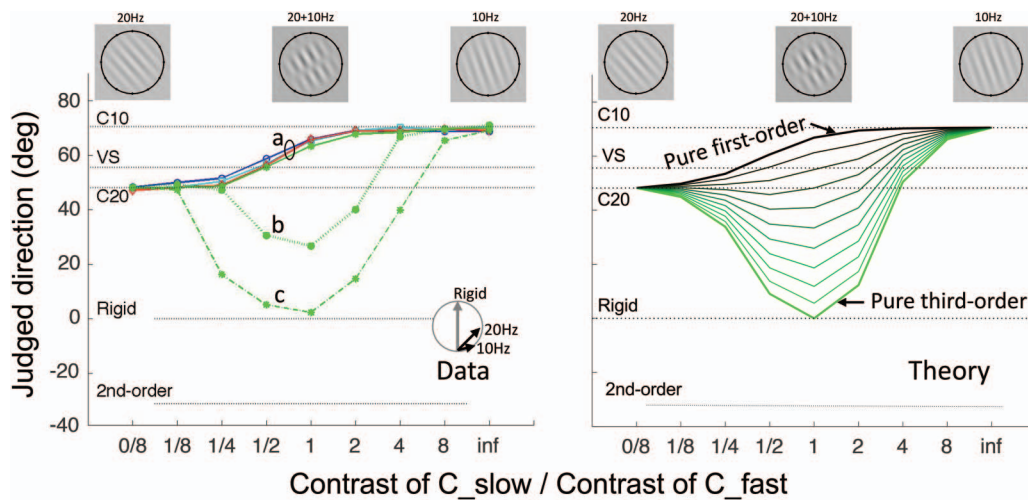 20Hz
20+10Hz
10Hz
20Hz
20+10Hz
10Hz
Judged direction (deg)
80
60
40
20
0
-20
-40
C10
VS
C20
Rigid
2nd-order
a
b
c
Rigid
20Hz
10Hz
Data
0/8 1/8 1/4 1/2 1 2 4 8 inf
C10
VS
C20
Rigid
2nd-order
Pure first-order
Pure third-order
Theory
0/8 1/8 1/4 1/2 1 2 4 8 inf
Contrast of C_slow / Contrast of C_fast